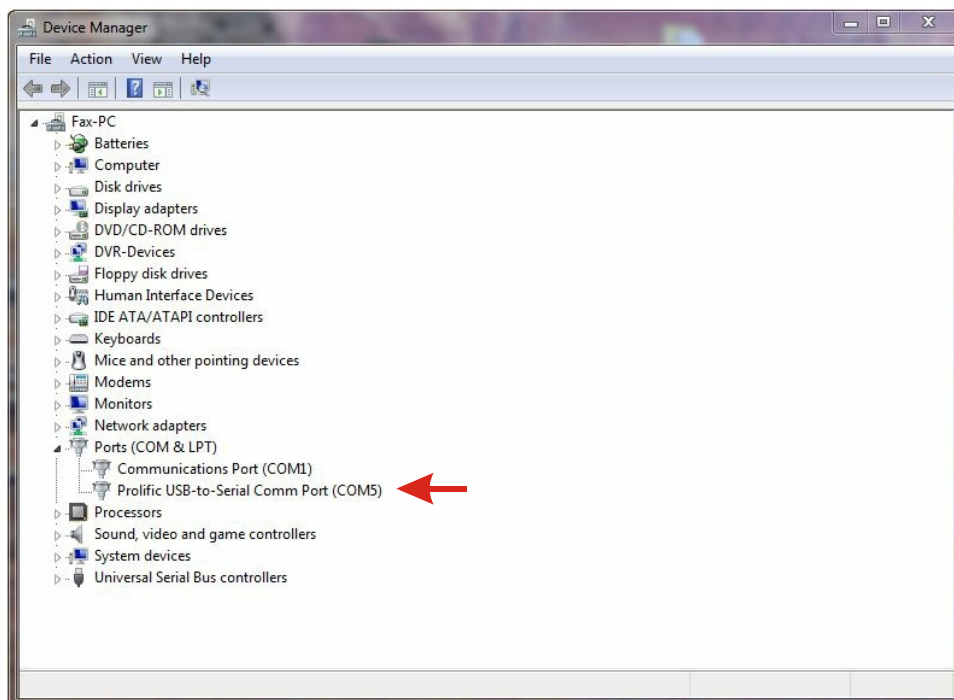 Device Manager
File Action View Help
Fax-PC
Batteries
Computer
Disk drives
Display adapters
DVD/CD-ROM drives
DVR-Devices
Floppy disk drives
Human Interface Devices
IDE ATA/ATAPI controllers
Keyboards
Mice and other pointing devices
Modems
Monitors
Network adapters
Ports (COM & LPT)
Communications Port (COM1)
Prolific USB-to-Serial Comm Port (COM5)
Processors
Sound, video and game controllers
System devices
Universal Serial Bus controllers